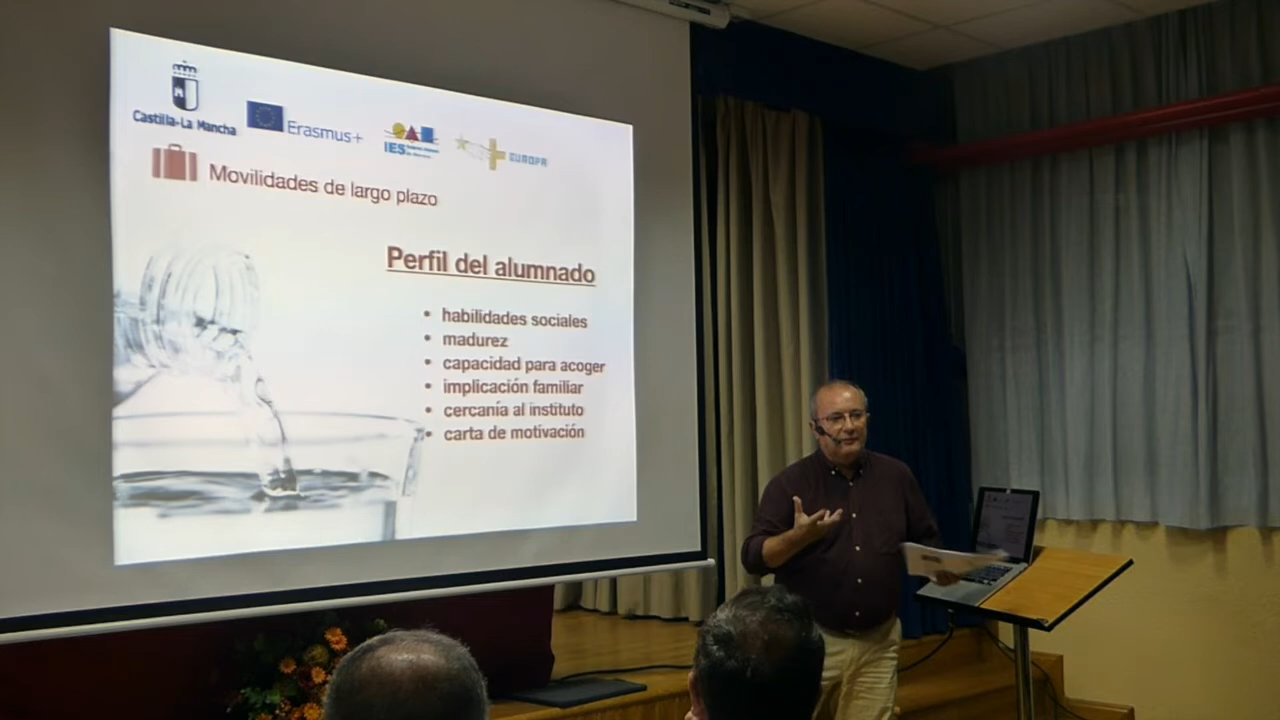 Castilla-La Mancha
Erasmus+
IES
EUROPA
Movilidades de largo plazo
Perfil del alumnado
• habilidades sociales
• madurez
• capacidad para acoger
• implicación familiar
• cercanía al instituto
• carta de motivación